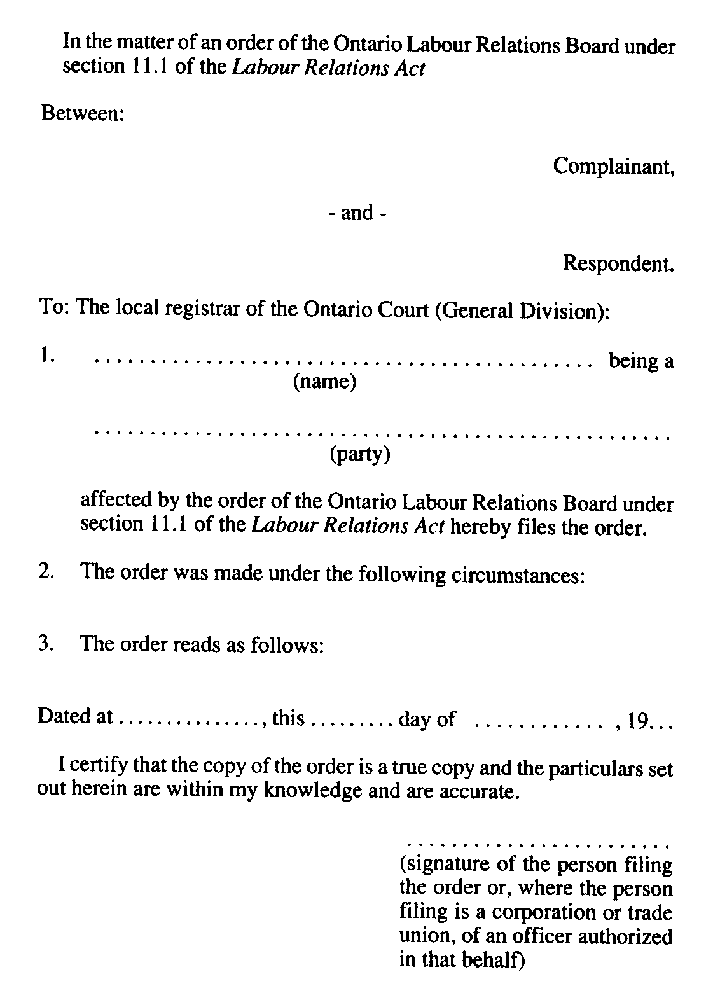 In the matter of an order of the Ontario Labour Relations Board under
section 11.1 of the Labour Relations Act
Between:
Complainant,
- and -
Respondent.
To: The local registrar of the Ontario Court (General Division):
1. ............................................. being a
(name)
....................................................
(party)
affected by the order of the Ontario Labour Relations Board under
section 11.1 of the Labour Relations Act hereby files the order.
2. The order was made under the following circumstances:
3. The order reads as follows:
Dated at ..............., this ......... day of ............ , 19...
I certify that the copy of the order is a true copy and the particulars set
out herein are within my knowledge and are accurate.
........................
(signature of the person filing
the order or, where the person
filing is a corporation or trade
union, of an officer authorized
in that behalf)